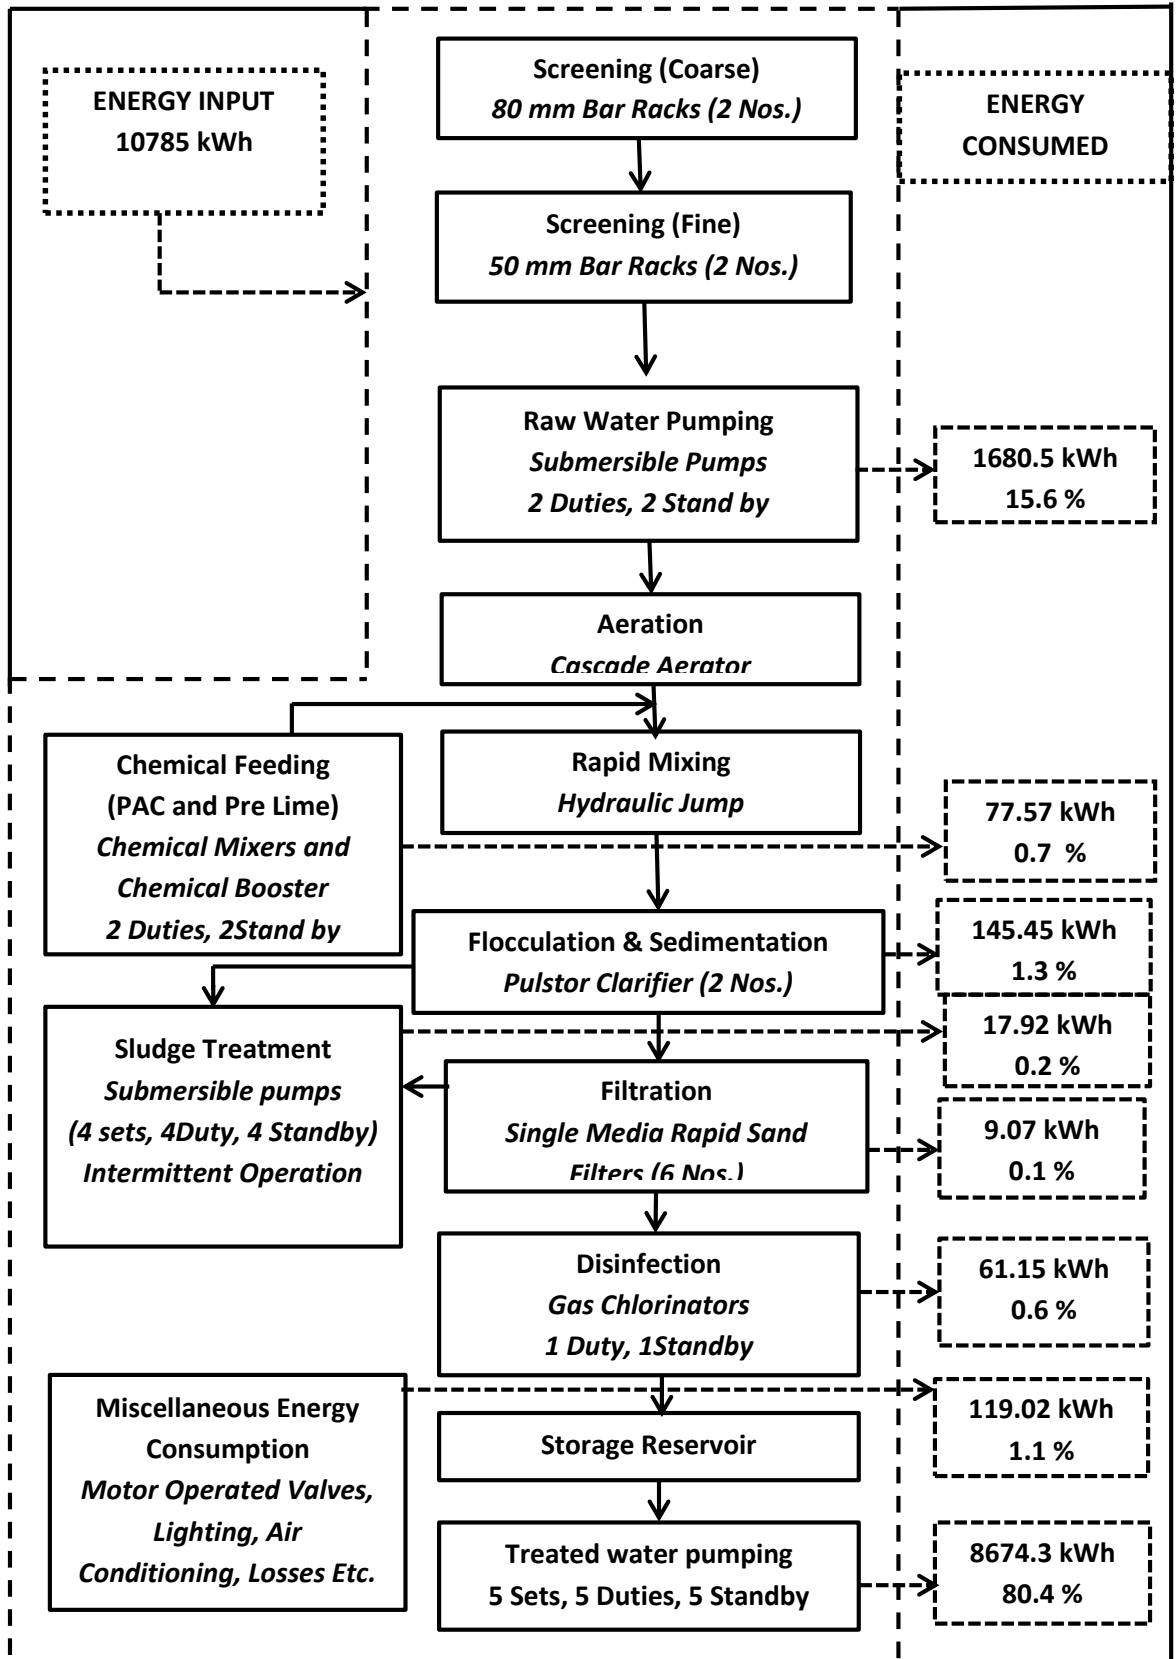 ENERGY INPUT
10785 kWh
Screening (Coarse)
80 mm Bar Racks (2 Nos.)
ENERGY
CONSUMED
Screening (Fine)
50 mm Bar Racks (2 Nos.)
Raw Water Pumping
Submersible Pumps
2 Duties, 2 Stand by
1680.5 kWh
15.6 %
Aeration
Cascade Aerator
Chemical Feeding
(PAC and Pre Lime)
Chemical Mixers and
Chemical Booster
2 Duties, 2Stand by
Rapid Mixing
Hydraulic Jump
77.57 kWh
0.7 %
Flocculation & Sedimentation
Pulstor Clarifier (2 Nos.)
145.45 kWh
1.3 %
Sludge Treatment
Submersible pumps
(4 sets, 4Duty, 4 Standby)
Intermittent Operation
17.92 kWh
0.2 %
Filtration
Single Media Rapid Sand
Filters (6 Nos.)
9.07 kWh
0.1 %
Disinfection
Gas Chlorinators
1 Duty, 1Standby
61.15 kWh
0.6 %
Miscellaneous Energy
Consumption
Motor Operated Valves,
Lighting, Air
Conditioning, Losses Etc.
119.02 kWh
1.1 %
Storage Reservoir
Treated water pumping
5 Sets, 5 Duties, 5 Standby
8674.3 kWh
80.4 %